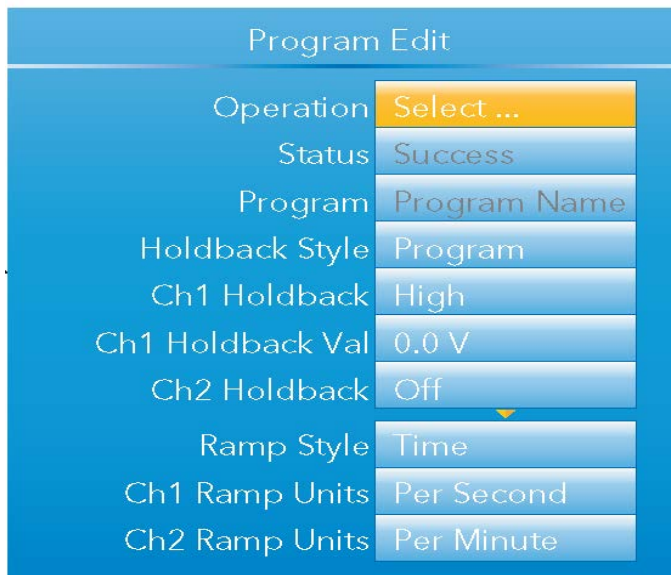 Program Edit
Operation Select ...
Status Success
Program Program Name
Holdback Style Program
Ch1 Holdback High
Ch1 Holdback Val 0.0 V
Ch2 Holdback Off
Ramp Style Time
Ch1 Ramp Units Per Second
Ch2 Ramp Units Per Minute